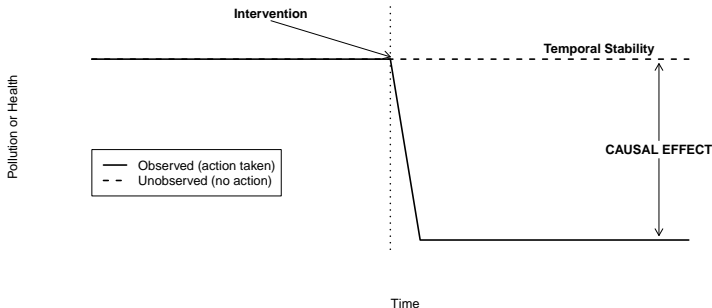 Intervention
Temporal Stability
Pollution or Health
CAUSAL EFFECT
Observed (action taken)
Unobserved (no action)
Time